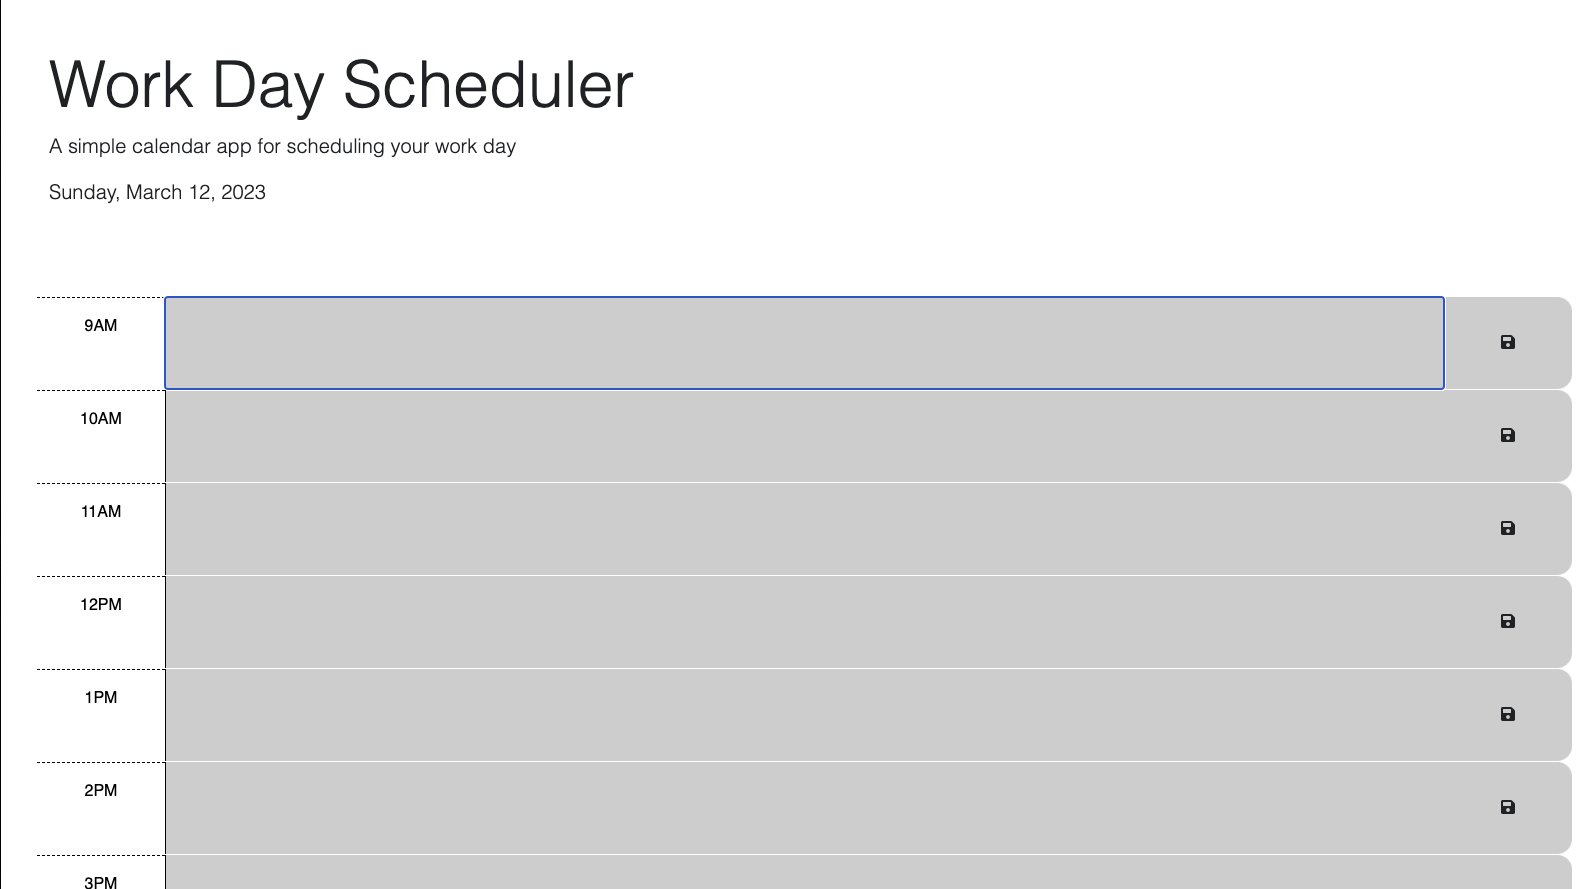 Work Day Scheduler
A simple calendar app for scheduling your work day
Sunday, March 12, 2023
9AM
10AM
11AM
12PM
1PM
2PM
3PM